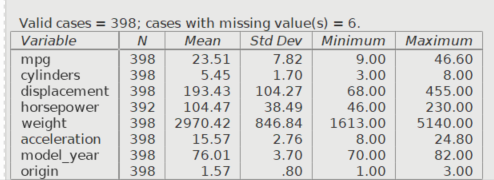 Valid cases = 398; cases with missing value(s) = 6.
Variable N Mean Std Dev Minimum Maximum
mpg 398 23.51 7.82 9.00 46.60
cylinders 398 5.45 1.70 3.00 8.00
displacement 398 193.43 104.27 68.00 455.00
horsepower 392 104.47 38.49 46.00 230.00
weight 398 2970.42 846.84 1613.00 5140.00
acceleration 398 15.57 2.76 8.00 24.80
model_year 398 76.01 3.70 70.00 82.00
origin 398 1.57 .80 1.00 3.00